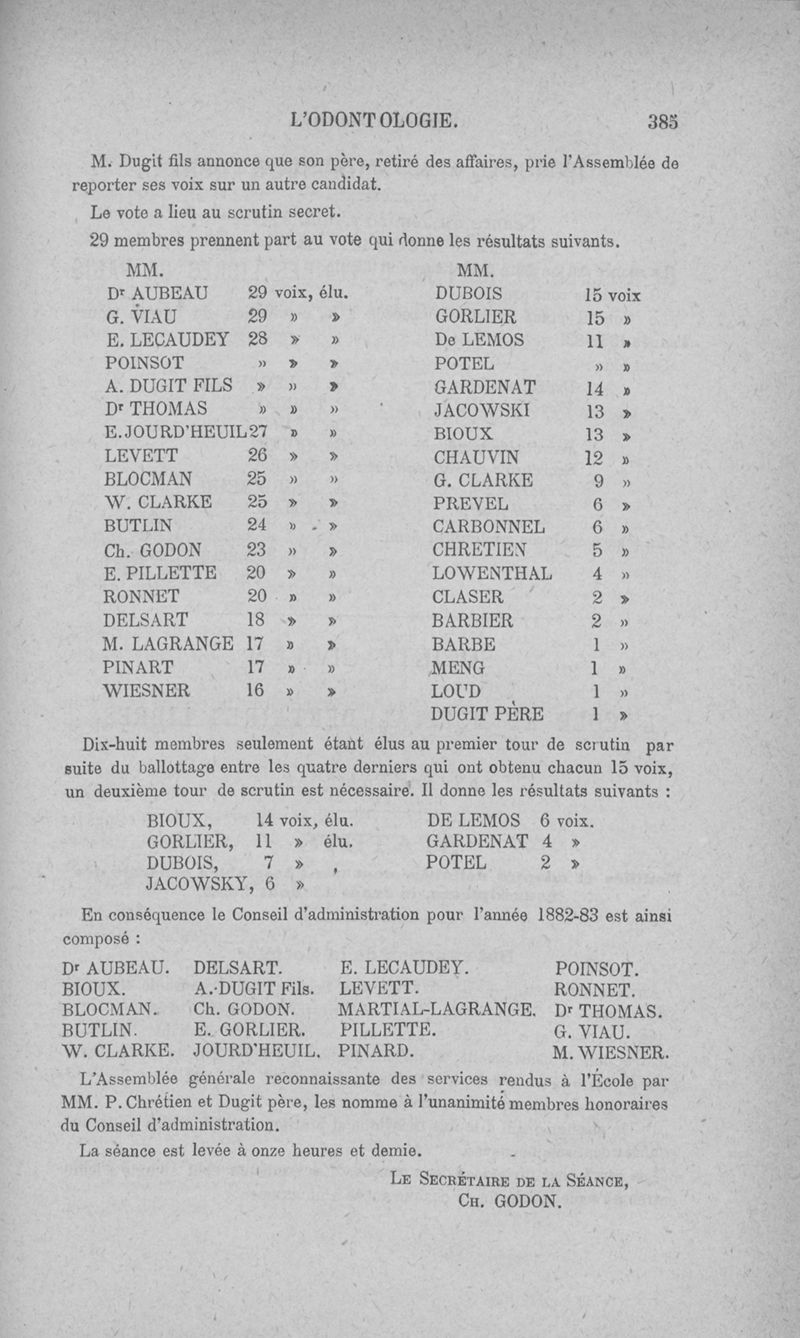 L'ODONTOLOGIE. 385
M. Dugit fils annonce que son père, retiré des affaires, prie l'Assemblée de
reporter ses voix sur un autre candidat.
Le vote a lieu au scrutin secret.
29 membres prennent part au vote qui donne les résultats suivants.
MM. MM.
Dr AUBEAU 29 voix, élu. DUBOIS 15 voix
G. VIAU 29 » » GORLIER 15 »
E. LECAUDEY 28 » » De LEMOS 11 »
POINSOT » » » POTEL » »
A. DUGIT FILS » » » GARDENAT 14 »
Dr THOMAS » » » JACOWSKI 13 »
E. JOURD'HEUIL 27 » » BIOUX 13 »
LEVETT 26 » » CHAUVIN 12 »
BLOCMAN 25 » » G. CLARKE 9 »
W. CLARKE 25 » » PREVEL 6 »
BUTLIN 24 » » CARBONNEL 6 »
Ch. GODON 23 » » CHRETIEN 5 »
E. PILLETTE 20 » » LOWENTHAL 4 »
RONNET 20 » » CLASER 2 »
DELSART 18 » » BARBIER 2 »
M. LAGRANGE 17 » » BARBE 1 »
PINART 17 » » MENG 1 »
WIESNER 16 » » LOUD 1 »
DUGIT PÈRE 1 »
Dix-huit membres seulement étant élus au premier tour de scrutin par
suite du ballottage entre les quatre derniers qui ont obtenu chacun 15 voix,
un deuxième tour de scrutin est nécessaire. Il donne les résultats suivants :
BIOUX, 14 voix, élu. DE LEMOS 6 voix.
GORLIER, 11 » élu. GARDENAT 4 »
DUBOIS, 7 » , POTEL 2 »
JACOWSKY, 6 »
En conséquence le Conseil d'administration pour l'année 1882-83 est ainsi
composé :
Dr AUBEAU. DELSART. E. LECAUDEY. POINSOT.
BIOUX. A. DUGIT Fils. LEVETT. RONNET.
BLOCMAN. Ch. GODON. MARTIAL-LAGRANGE. Dr THOMAS.
BUTLIN. E. GORLIER. PILLETTE. G. VIAU.
W. CLARKE. JOURD'HEUIL. PINARD. M. WIESNER.
L'Assemblée générale reconnaissante des services rendus à l'École par
MM. P. Chrétien et Dugit père, les nomme à l'unanimité membres honoraires
du Conseil d'administration.
La séance est levée à onze heures et demie.
LE SECRÉTAIRE DE LA SÉANCE,
CH. GODON.